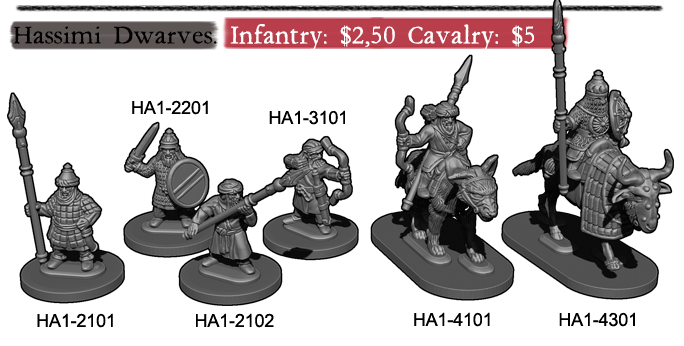 Hassimi Dwarves. Infantry: $2,50 Cavalry: $5
HA1-2201
HA1-3101
HA1-2101
HA1-2102
HA1-4101
HA1-4301